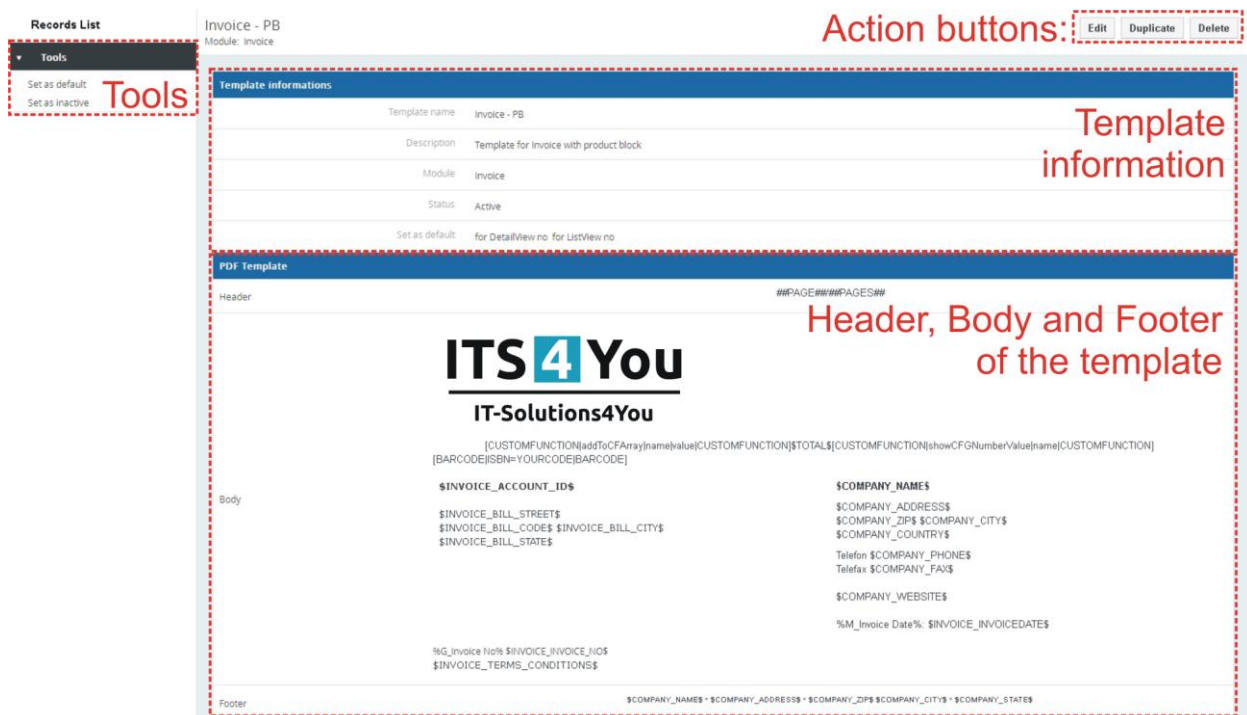 Records List
Tools
Set as default
Set as inactive
Tools
Invoice - PB
Module: Invoice
Action buttons:
Edit Duplicate Delete
Template informations
Template name Invoice - PB
Description Template for Invoice with product block
Module Invoice
Status Active
Set as default for DetailView no for ListView no
Template
information
PDF Template
Header ##PAGE##/##PAGES##
Header, Body and Footer
of the template
ITS 4 You
IT-Solutions4You
[CUSTOMFUNCTION|addToCFArray|name|value|CUSTOMFUNCTION]$TOTAL$[CUSTOMFUNCTION|showCFGNumberValue|name|CUSTOMFUNCTION]
[BARCODE|ISBN=YOURCODE|BARCODE]
Body
$INVOICE_ACCOUNT_ID$
$INVOICE_BILL_STREET$
$INVOICE_BILL_CODE$ $INVOICE_BILL_CITY$
$INVOICE_BILL_STATE$
$COMPANY_NAME$
$COMPANY_ADDRESS$
$COMPANY_ZIP$ $COMPANY_CITY$
$COMPANY_COUNTRY$
Telefon $COMPANY_PHONE$
Telefax $COMPANY_FAX$
$COMPANY_WEBSITE$
%M_Invoice Date%: $INVOICE_INVOICEDATE$
%G_Invoice No% $INVOICE_INVOICE_NO$
$INVOICE_TERMS_CONDITIONS$
Footer $COMPANY_NAME$ • $COMPANY_ADDRESS$ • $COMPANY_ZIP$ $COMPANY_CITY$ • $COMPANY_STATE$